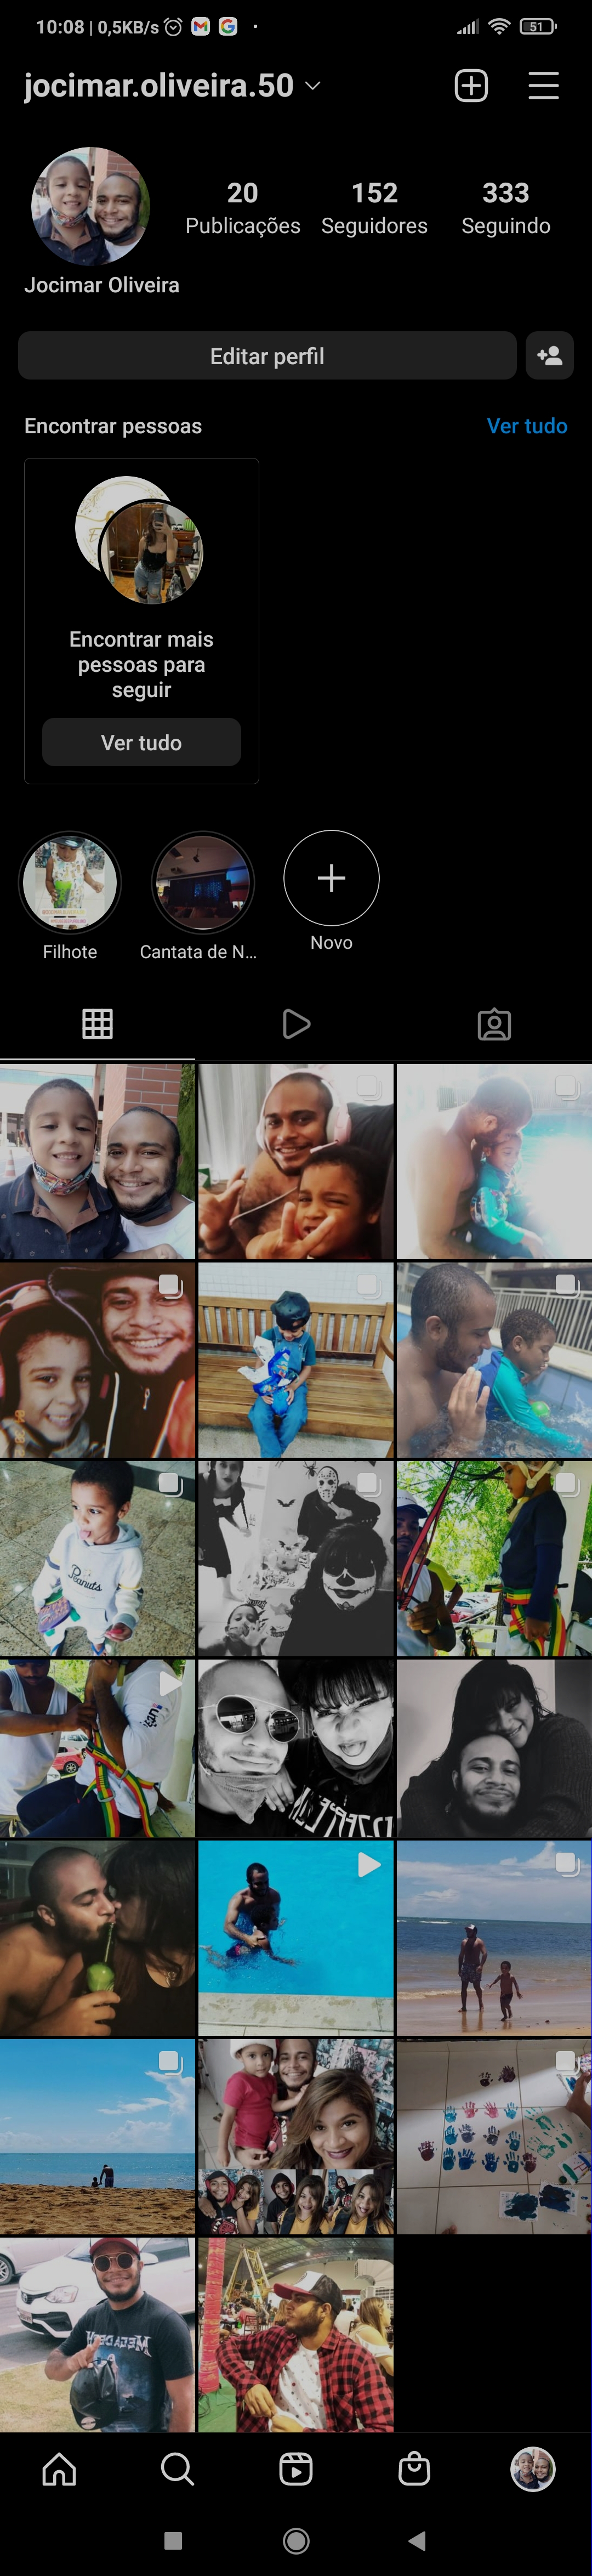 10:08 | 0,5KB/s
51
jocimar.oliveira.50
20
152
333
Publicações
Seguidores
Seguindo
Jocimar Oliveira
Editar perfil
Encontrar pessoas
Ver tudo
Encontrar mais
pessoas para
seguir
Ver tudo
Filhote
Cantata de N...
Novo
Peanuts